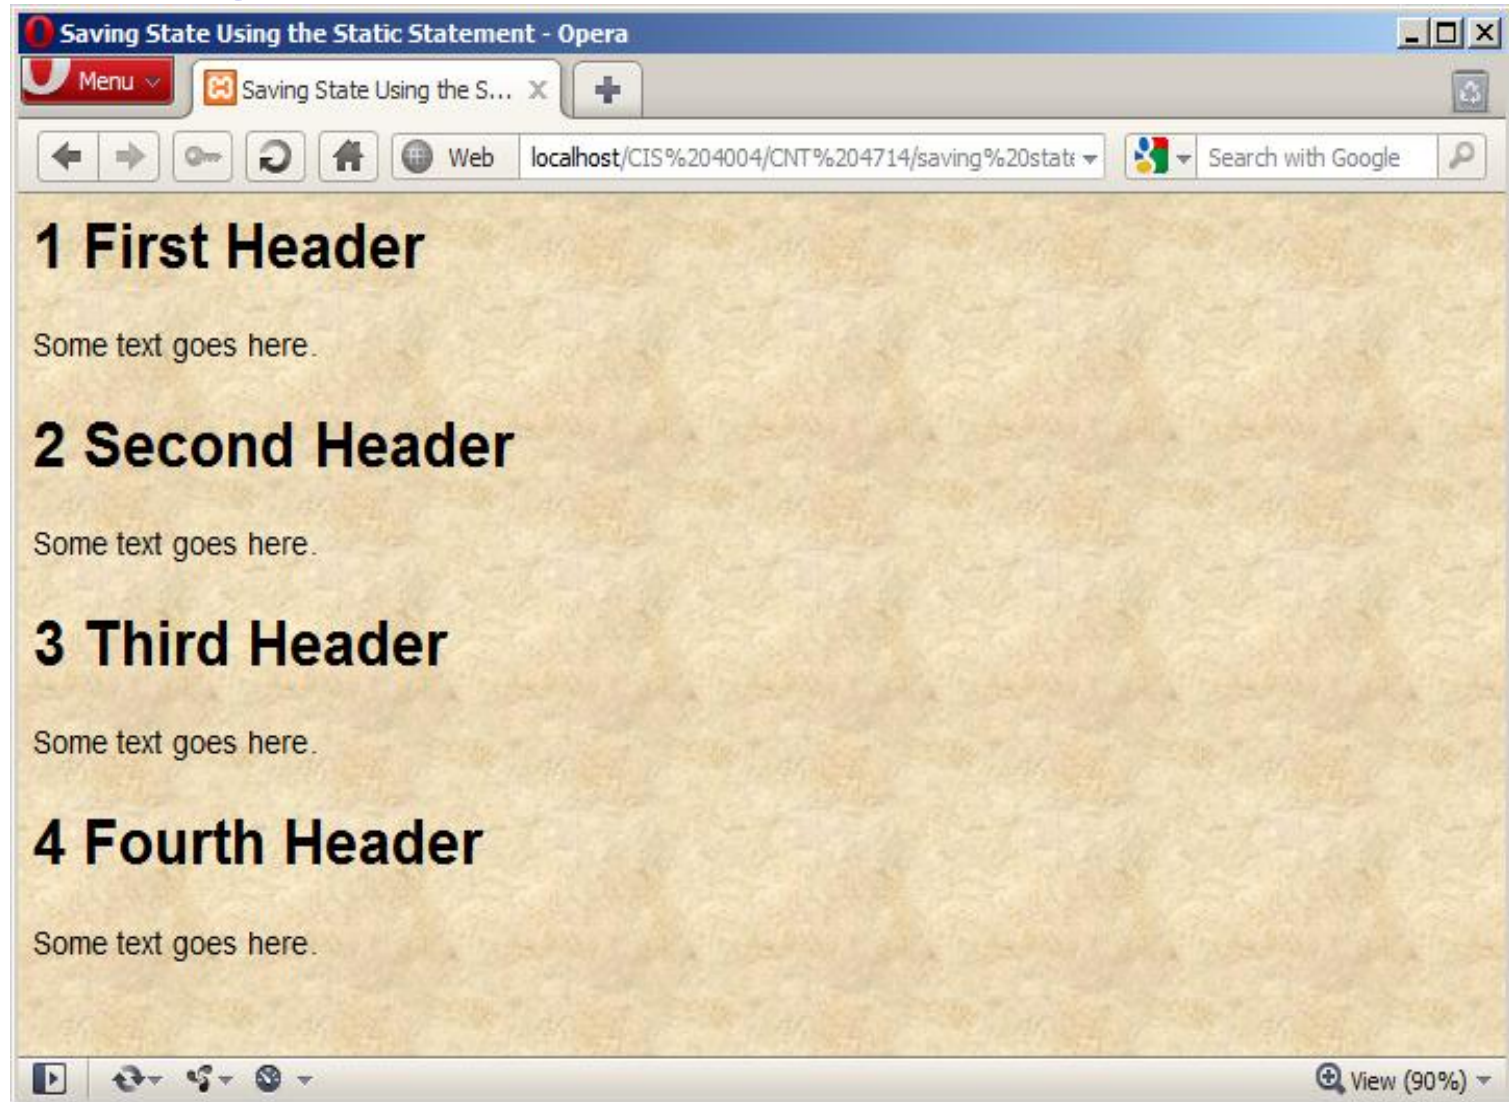 Saving State Using the Static Statement - Opera
Menu
Saving State Using the S...
Web localhost/CIS%204004/CNT%204714/saving%20state Search with Google
1 First Header
Some text goes here.
2 Second Header
Some text goes here.
3 Third Header
Some text goes here.
4 Fourth Header
Some text goes here.
View (90%)